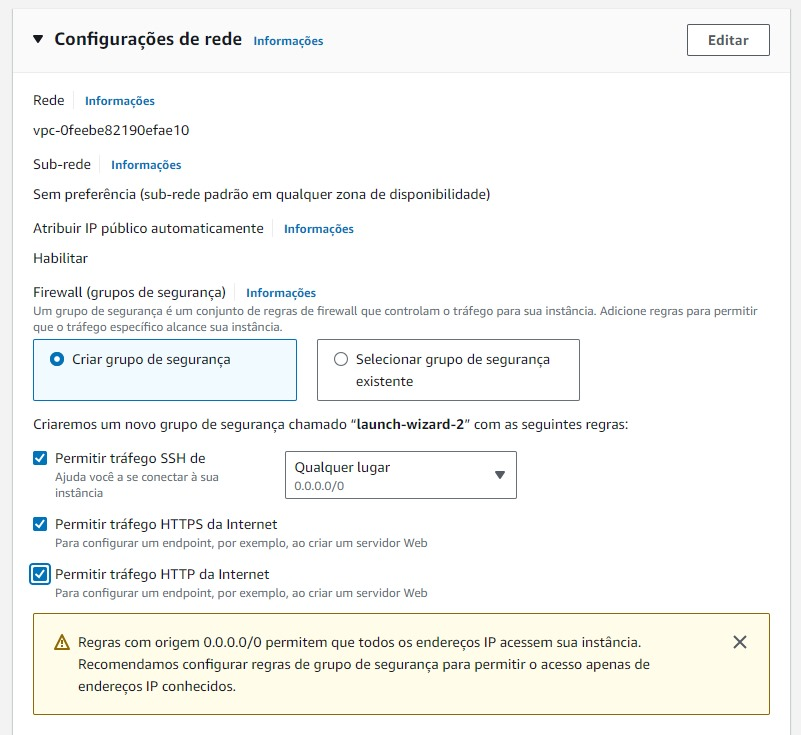 Configurações de rede Informações Editar
Rede Informações
vpc-0feebe82190efae10
Sub-rede Informações
Sem preferência (sub-rede padrão em qualquer zona de disponibilidade)
Atribuir IP público automaticamente Informações
Habilitar
Firewall (grupos de segurança) Informações
Um grupo de segurança é um conjunto de regras de firewall que controlam o tráfego para sua instância. Adicione regras para permitir
que o tráfego específico alcance sua instância.
Criar grupo de segurança
Selecionar grupo de segurança
existente
Criaremos um novo grupo de segurança chamado “launch-wizard-2” com as seguintes regras:
Permitir tráfego SSH de
Ajuda você a se conectar à sua
instância
Qualquer lugar
0.0.0.0/0
Permitir tráfego HTTPS da Internet
Para configurar um endpoint, por exemplo, ao criar um servidor Web
Permitir tráfego HTTP da Internet
Para configurar um endpoint, por exemplo, ao criar um servidor Web
Regras com origem 0.0.0.0/0 permitem que todos os endereços IP acessem sua instância.
Recomendamos configurar regras de grupo de segurança para permitir o acesso apenas de
endereços IP conhecidos.